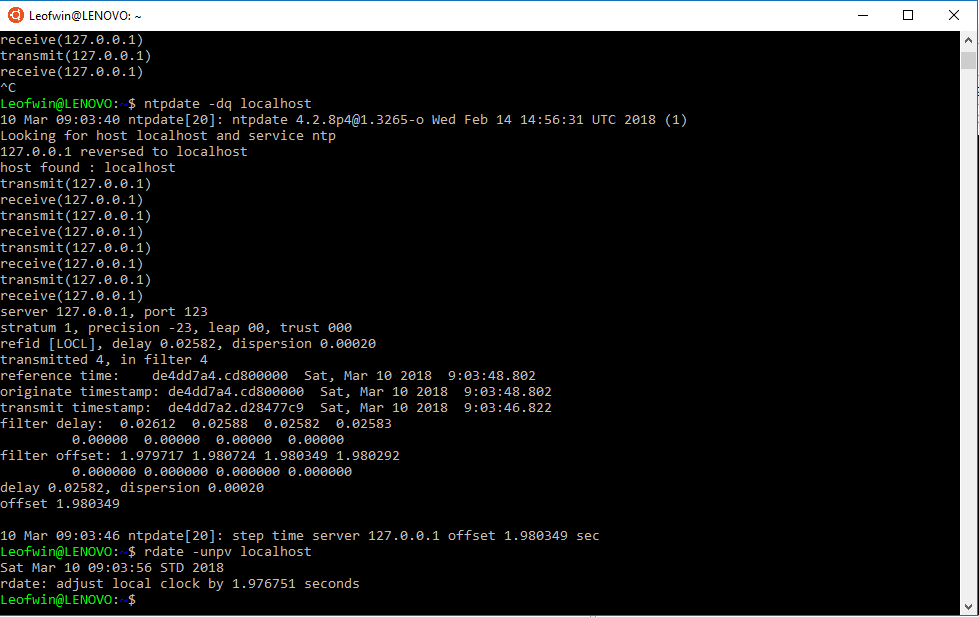 Leofwin@LENOVO: ~
receive(127.0.0.1)
transmit(127.0.0.1)
receive(127.0.0.1)
^C
Leofwin@LENOVO:~$ ntpdate -dq localhost
10 Mar 09:03:40 ntpdate[20]: ntpdate 4.2.8p4@1.3265-o Wed Feb 14 14:56:31 UTC 2018 (1)
Looking for host localhost and service ntp
127.0.0.1 reversed to localhost
host found : localhost
transmit(127.0.0.1)
receive(127.0.0.1)
transmit(127.0.0.1)
receive(127.0.0.1)
transmit(127.0.0.1)
receive(127.0.0.1)
transmit(127.0.0.1)
receive(127.0.0.1)
server 127.0.0.1, port 123
stratum 1, precision -23, leap 00, trust 000
refid [LOCL], delay 0.02582, dispersion 0.00020
transmitted 4, in filter 4
reference time:    de4dd7a4.cd800000  Sat, Mar 10 2018  9:03:48.802
originate timestamp: de4dd7a4.cd800000  Sat, Mar 10 2018  9:03:48.802
transmit timestamp:  de4dd7a2.d28477c9  Sat, Mar 10 2018  9:03:46.822
filter delay:  0.02612  0.02588  0.02582  0.02583
         0.00000  0.00000  0.00000  0.00000
filter offset: 1.979717 1.980724 1.980349 1.980292
         0.000000 0.000000 0.000000 0.000000
delay 0.02582, dispersion 0.00020
offset 1.980349
10 Mar 09:03:46 ntpdate[20]: step time server 127.0.0.1 offset 1.980349 sec
Leofwin@LENOVO:~$ rdate -unpv localhost
Sat Mar 10 09:03:56 STD 2018
rdate: adjust local clock by 1.976751 seconds
Leofwin@LENOVO:~$